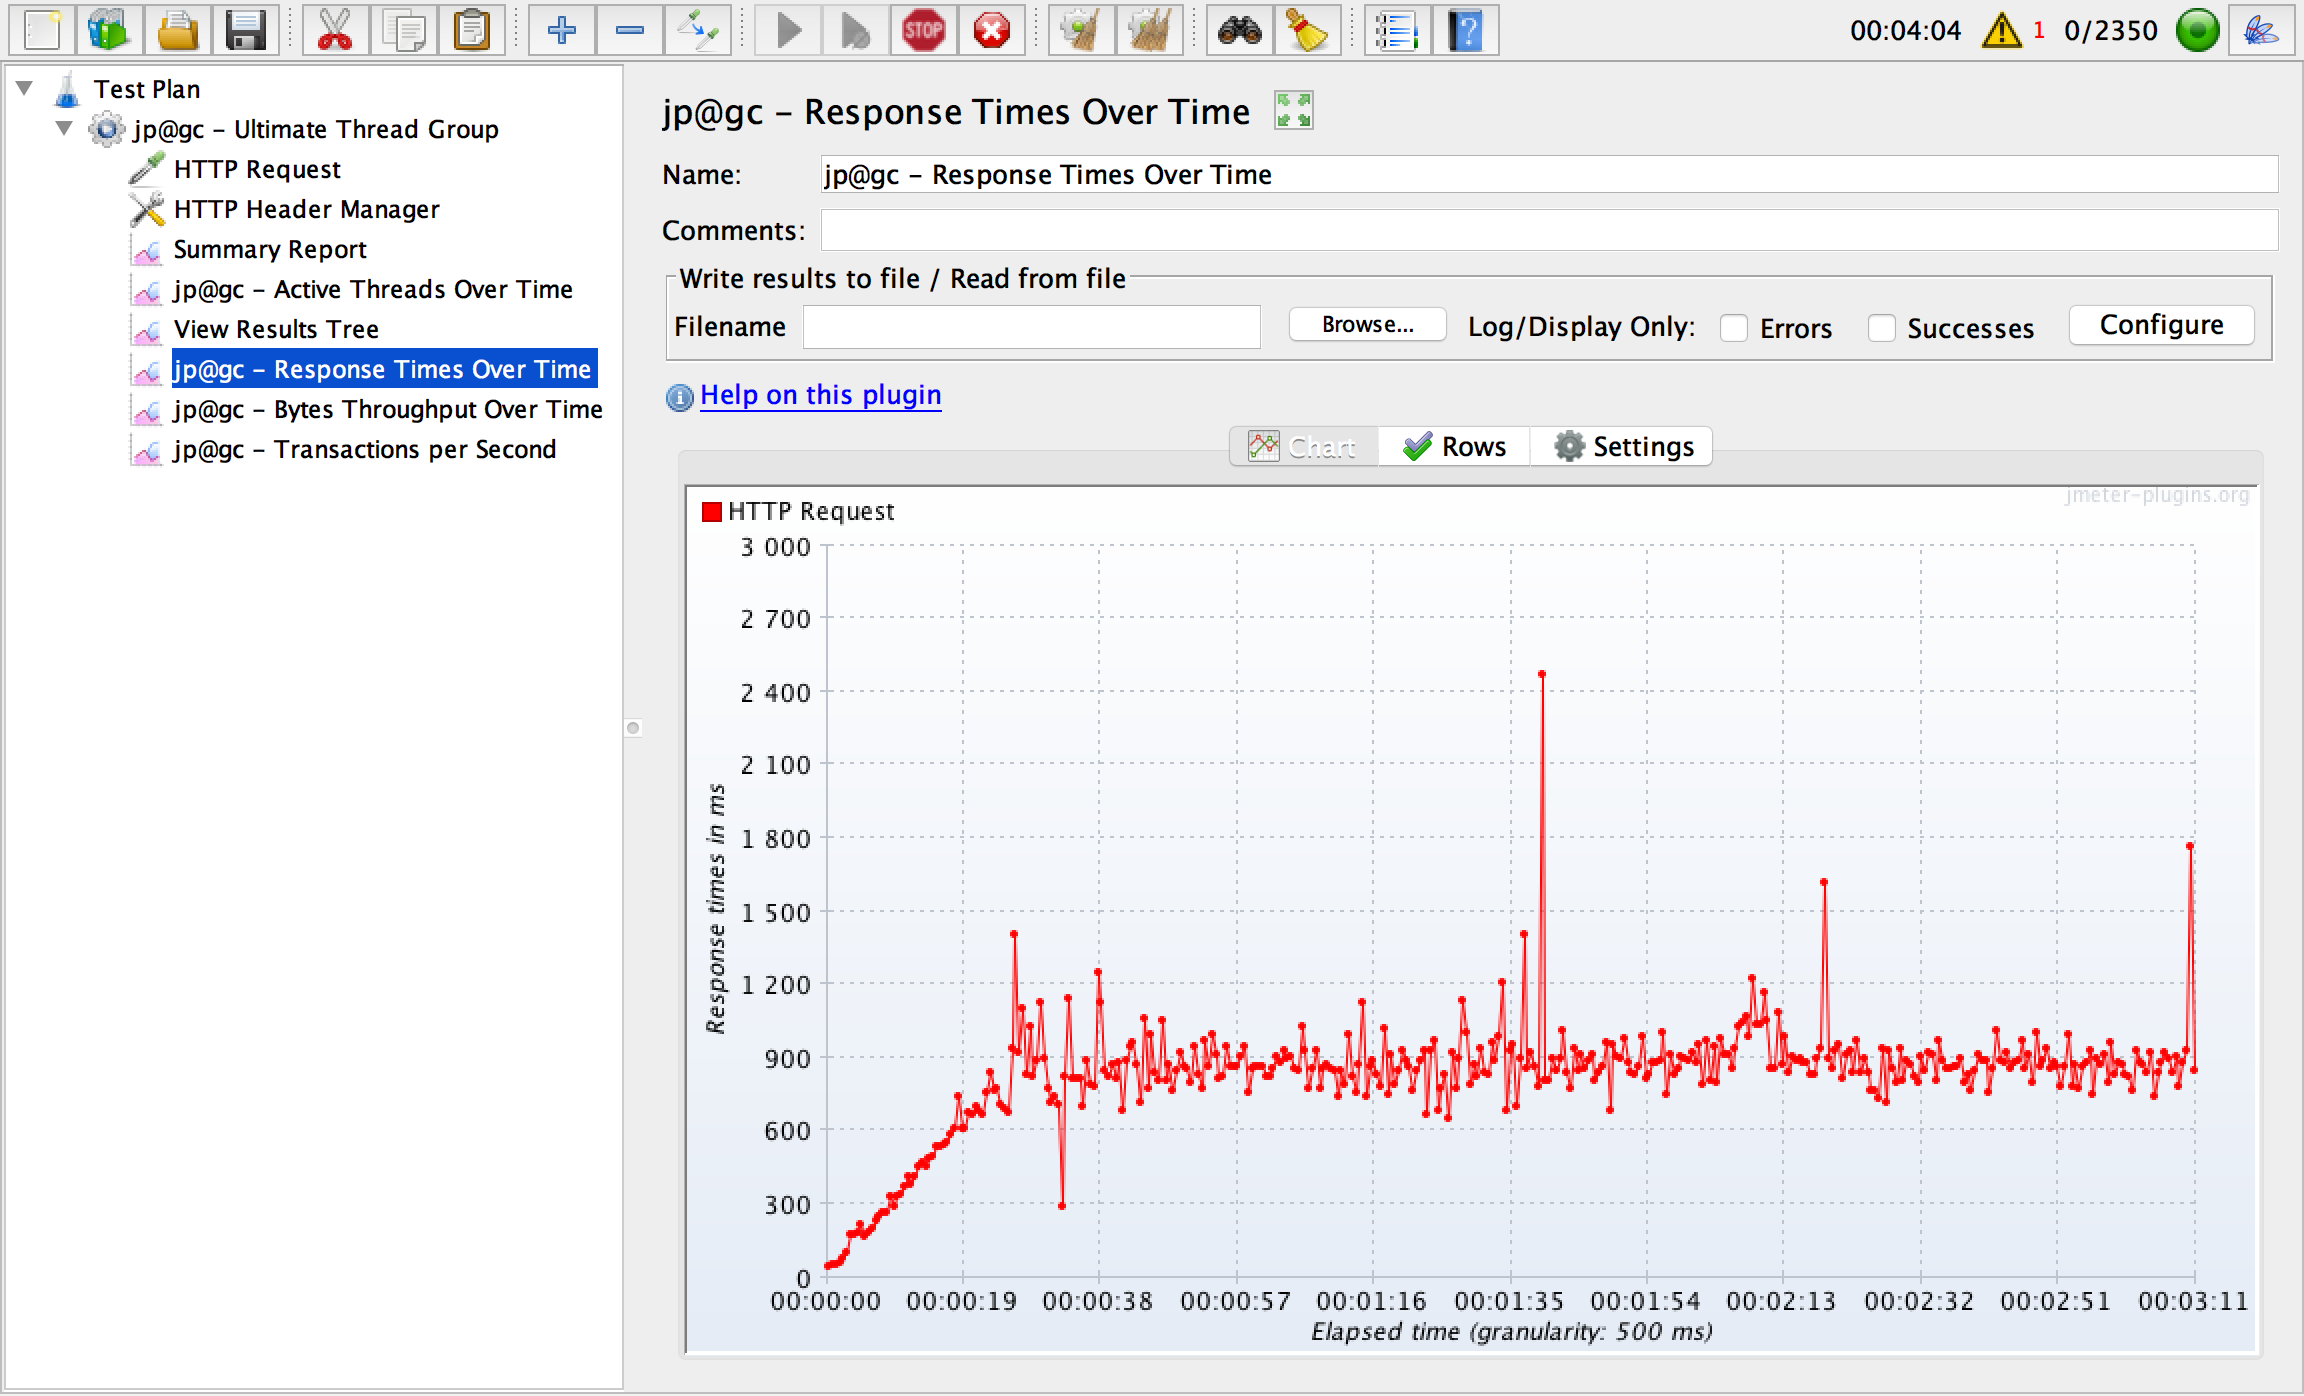 STOP
00:04:04 1 0/2350
Test Plan
jp@gc - Ultimate Thread Group
HTTP Request
HTTP Header Manager
Summary Report
jp@gc - Active Threads Over Time
View Results Tree
jp@gc - Response Times Over Time
jp@gc - Bytes Throughput Over Time
jp@gc - Transactions per Second
jp@gc - Response Times Over Time
Name: jp@gc - Response Times Over Time
Comments:
Write results to file / Read from file
Filename Browse... Log/Display Only: Errors Successes Configure
Help on this plugin
Chart Rows Settings
jmeter-plugins.org
HTTP Request
3 000
2 700
2 400
2 100
1 800
1 500
1 200
900
600
300
0
Response times in ms
00:00:00 00:00:19 00:00:38 00:00:57 00:01:16 00:01:35 00:01:54 00:02:13 00:02:32 00:02:51 00:03:11
Elapsed time (granularity: 500 ms)